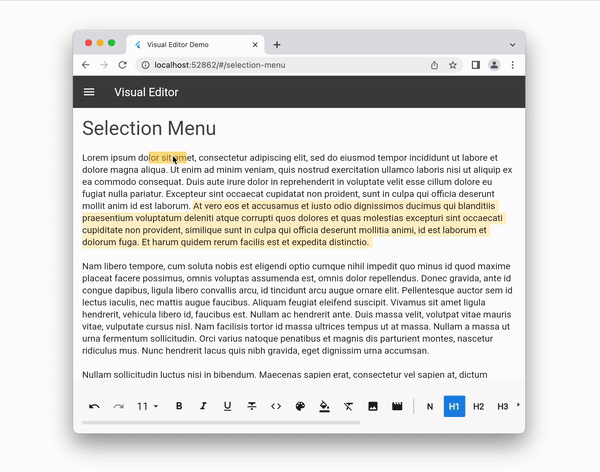 Visual Editor Demo
localhost:52862/#/selection-menu
Visual Editor
Selection Menu
Lorem ipsum dolor sit amet, consectetur adipiscing elit, sed do eiusmod tempor incididunt ut labore et
dolore magna aliqua. Ut enim ad minim veniam, quis nostrud exercitation ullamco laboris nisi ut aliquip ex
ea commodo consequat. Duis aute irure dolor in reprehenderit in voluptate velit esse cillum dolore eu
fugiat nulla pariatur. Excepteur sint occaecat cupidatat non proident, sunt in culpa qui officia deserunt
mollit anim id est laborum. At vero eos et accusamus et iusto odio dignissimos ducimus qui blanditiis
praesentium voluptatum deleniti atque corrupti quos dolores et quas molestias excepturi sint occaecati
cupiditate non provident, similique sunt in culpa qui officia deserunt mollitia animi, id est laborum et
dolorum fuga. Et harum quidem rerum facilis est et expedita distinctio.
Nam libero tempore, cum soluta nobis est eligendi optio cumque nihil impedit quo minus id quod maxime
placeat facere possimus, omnis voluptas assumenda est, omnis dolor repellendus. Donec gravida, ante id
congue dapibus, ligula libero convallis arcu, id tincidunt arcu augue ornare elit. Pellentesque auctor sem id
lectus iaculis, nec mattis augue faucibus. Aliquam feugiat eleifend suscipit. Vivamus sit amet ligula
hendrerit, vehicula libero id, faucibus est. Nullam ac hendrerit ante. Duis massa velit, volutpat vitae mauris
vitae, vulputate cursus nisl. Nam facilisis tortor id massa ultrices tempus ut at massa. Nullam a massa ut
urna fermentum sollicitudin. Orci varius natoque penatibus et magnis dis parturient montes, nascetur
ridiculus mus. Nunc hendrerit lacus quis nibh gravida, eget dignissim urna accumsan.
Nullam sollicitudin luctus nisi in bibendum. Maecenas sapien erat, consectetur vel sapien at, dictum
11 B I U S N H1 H2 H3